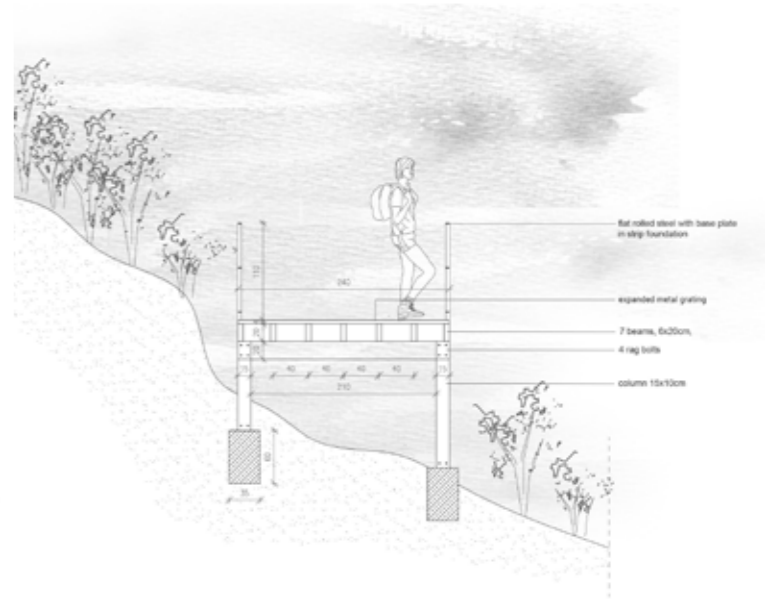 flat rolled steel with base plate
in strip foundation
110
240
expanded metal grating
20
7 beams, 6x20cm,
20
4 rag bolts
15
40
40
40
40
15
210
column 15x10cm
60
35